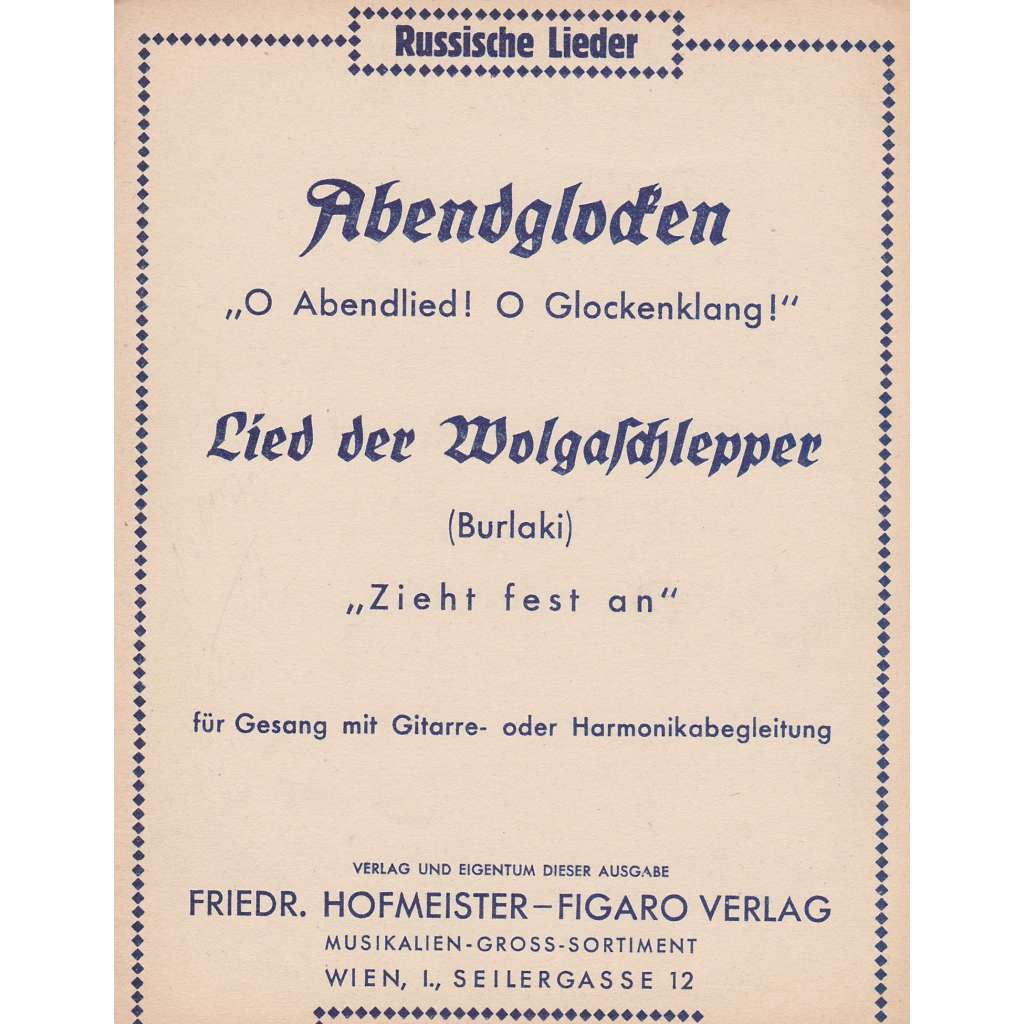 Russische Lieder
Abendglocken
„O Abendlied! O Glockenklang!“
Lied der Wolgaſchlepper
(Burlaki)
„Zieht fest an“
für Gesang mit Gitarre- oder Harmonikabegleitung
VERLAG UND EIGENTUM DIESER AUSGABE
FRIEDR. HOFMEISTER–FIGARO VERLAG
MUSIKALIEN-GROSS-SORTIMENT
WIEN, I., SEILERGASSE 12